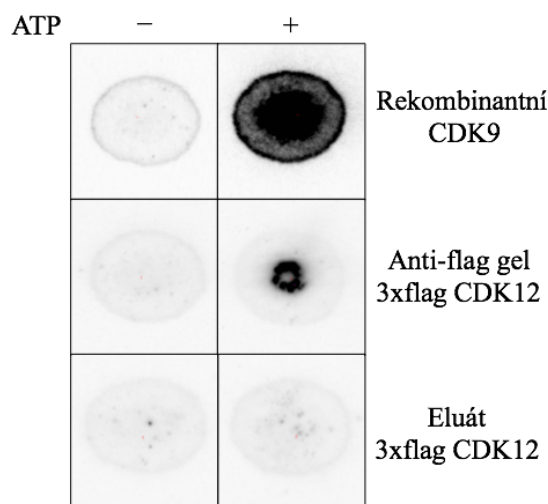 ATP − +
Rekombinantní
CDK9
Anti-flag gel
3xflag CDK12
Eluát
3xflag CDK12